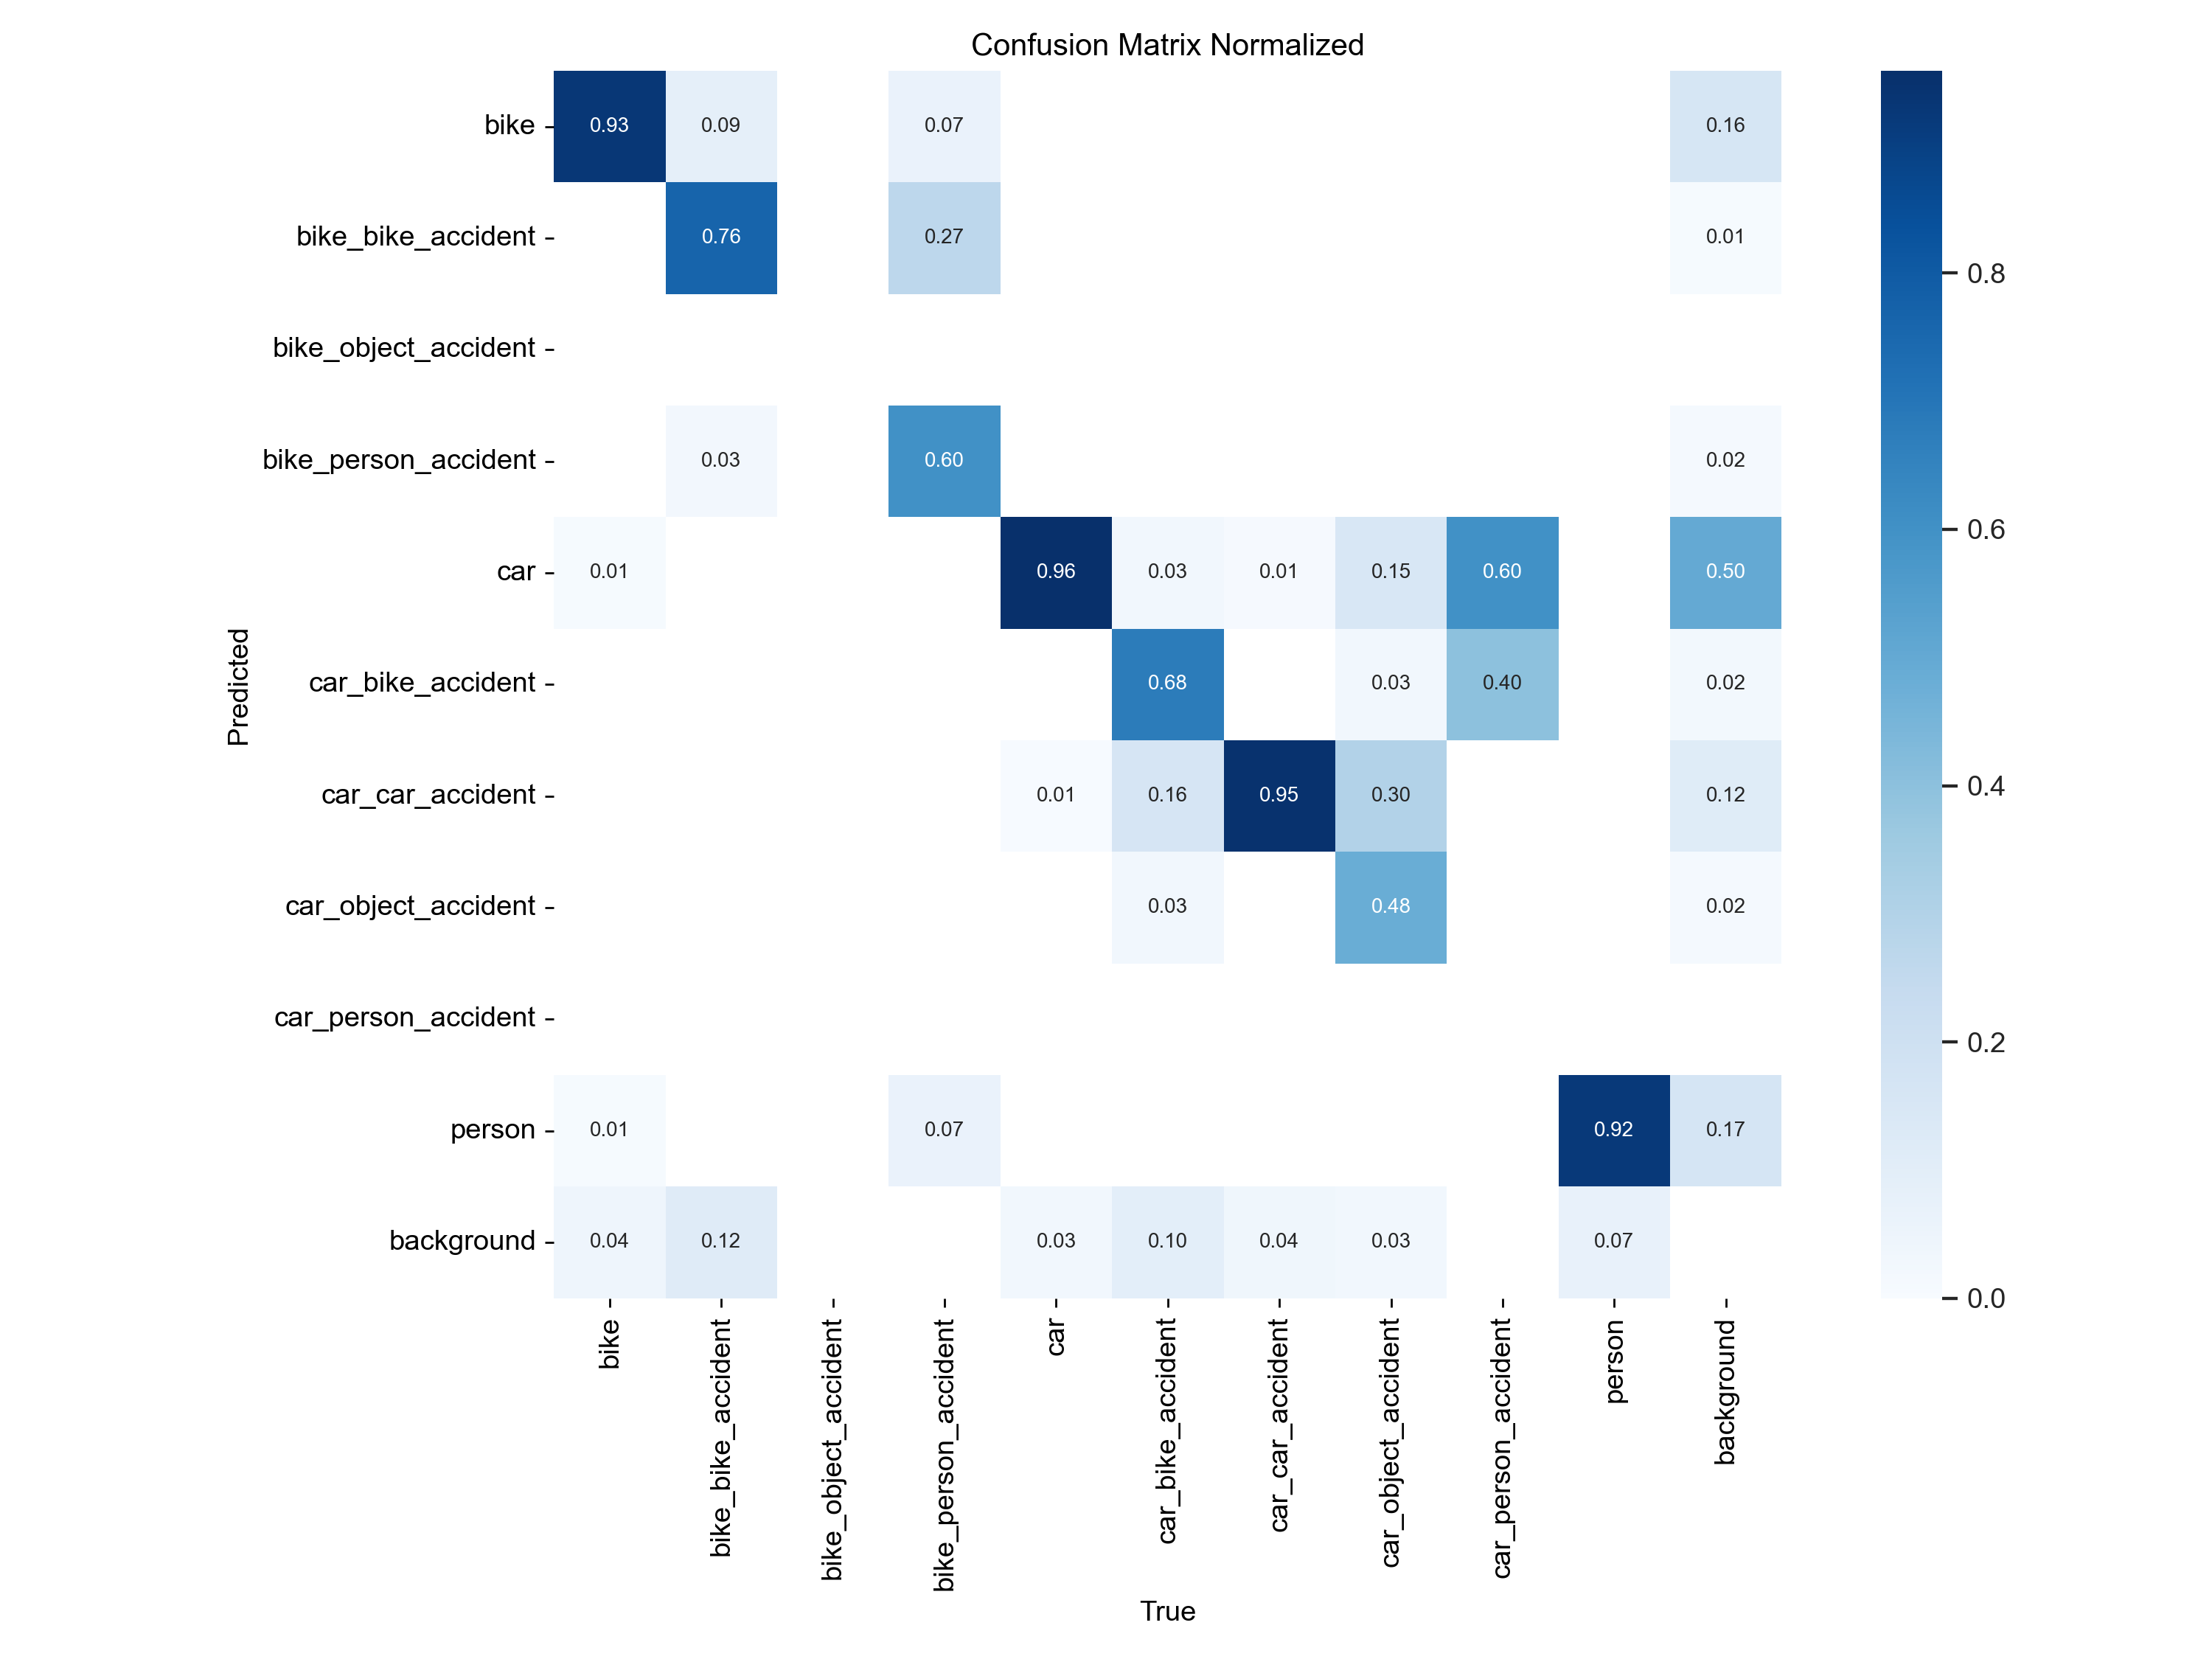 Confusion Matrix Normalized
bike
0.93 0.09 0.07 0.16
bike_bike_accident
0.76 0.27 0.01
0.8
bike_object_accident
bike_person_accident
0.03 0.60 0.02
0.6
car
0.01 0.96 0.03 0.01 0.15 0.60 0.50
Predicted
car_bike_accident
0.68 0.03 0.40 0.02
car_car_accident
0.01 0.16 0.95 0.30 0.12
0.4
car_object_accident
0.03 0.48 0.02
car_person_accident
0.2
person
0.01 0.07 0.92 0.17
background
0.04 0.12 0.03 0.10 0.04 0.03 0.07
0.0
bike
bike_bike_accident
bike_object_accident
bike_person_accident
car
car_bike_accident
car_car_accident
car_object_accident
car_person_accident
person
background
True